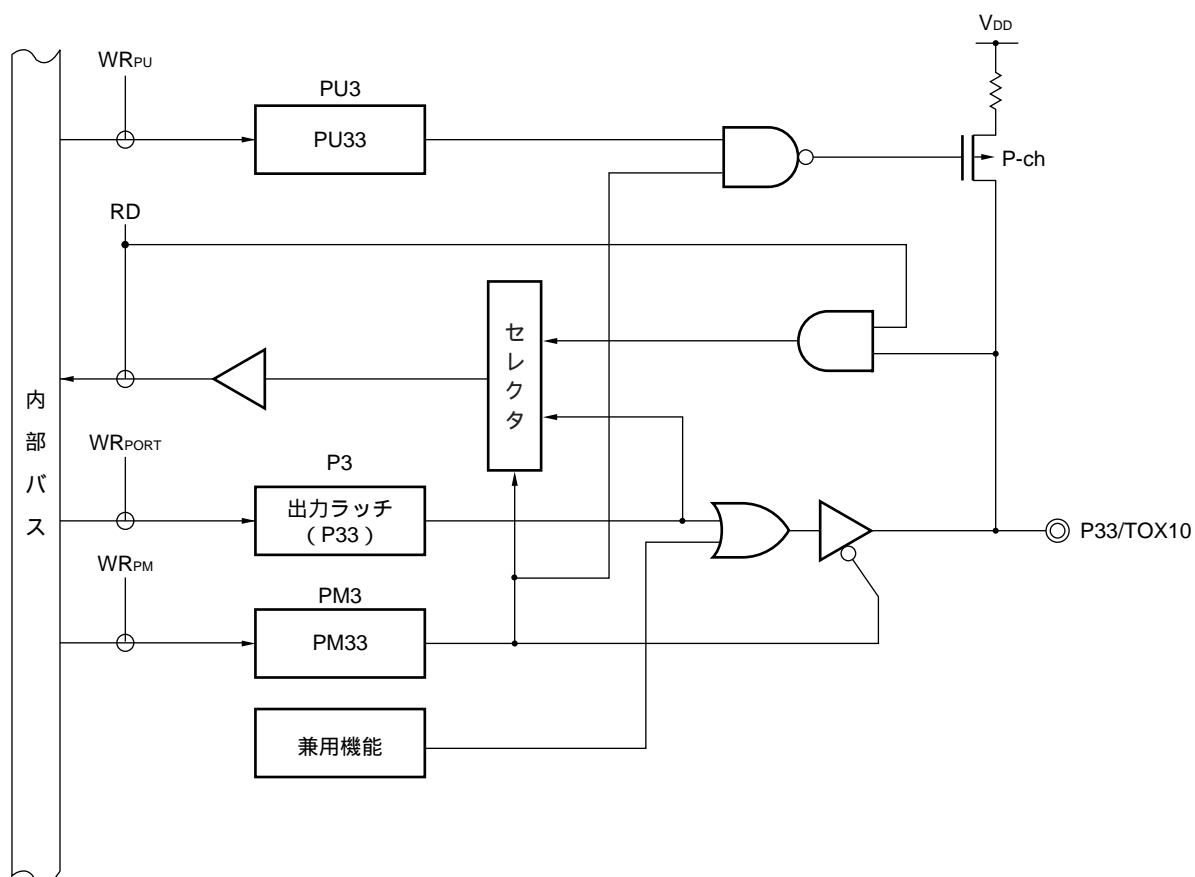 VDD
WRPU
PU3
PU33
P-ch
RD
セレクタ
内部バス
WRPORT
P3
出力ラッチ
(P33)
P33/TOX10
WRPM
PM3
PM33
兼用機能